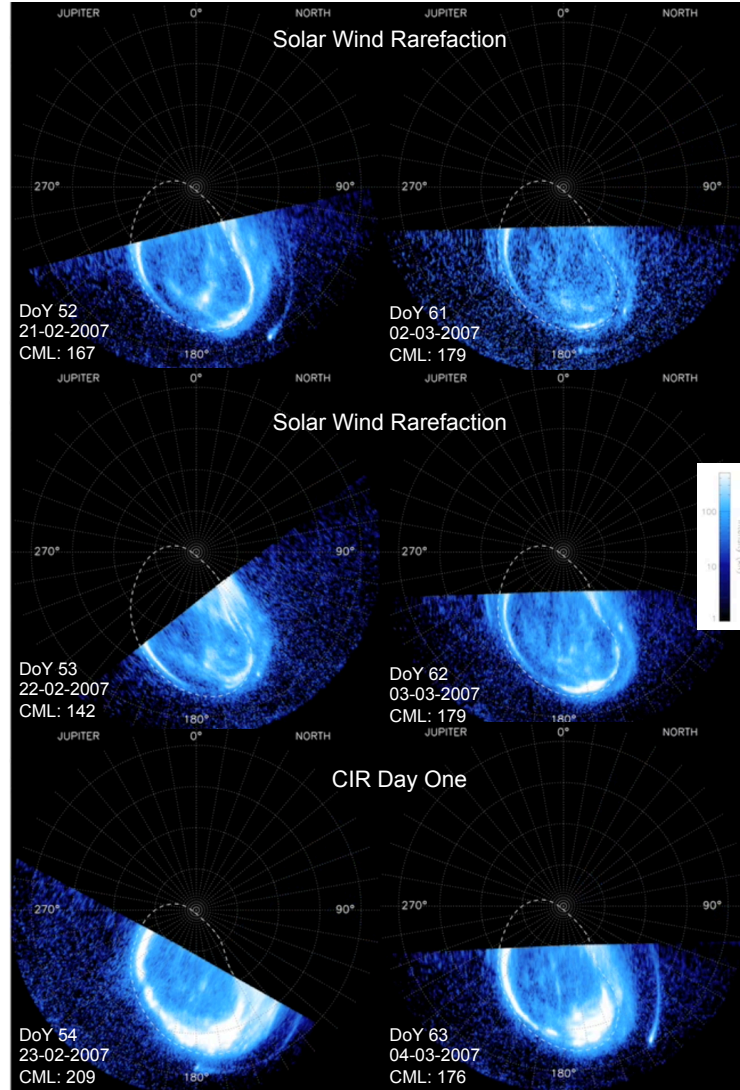 JUPITER 0° NORTH JUPITER 0° NORTH
Solar Wind Rarefaction
270° 90° 270° 90°
DoY 52
21-02-2007
CML: 167
180°
DoY 61
02-03-2007
CML: 179
180°
JUPITER 0° NORTH JUPITER 0° NORTH
Solar Wind Rarefaction
270° 90° 270° 90°
100
10
1
DoY 53
22-02-2007
CML: 142
180°
DoY 62
03-03-2007
CML: 179
180°
JUPITER 0° NORTH JUPITER 0° NORTH
CIR Day One
270° 90° 270° 90°
DoY 54
23-02-2007
CML: 209
180°
DoY 63
04-03-2007
CML: 176
180°